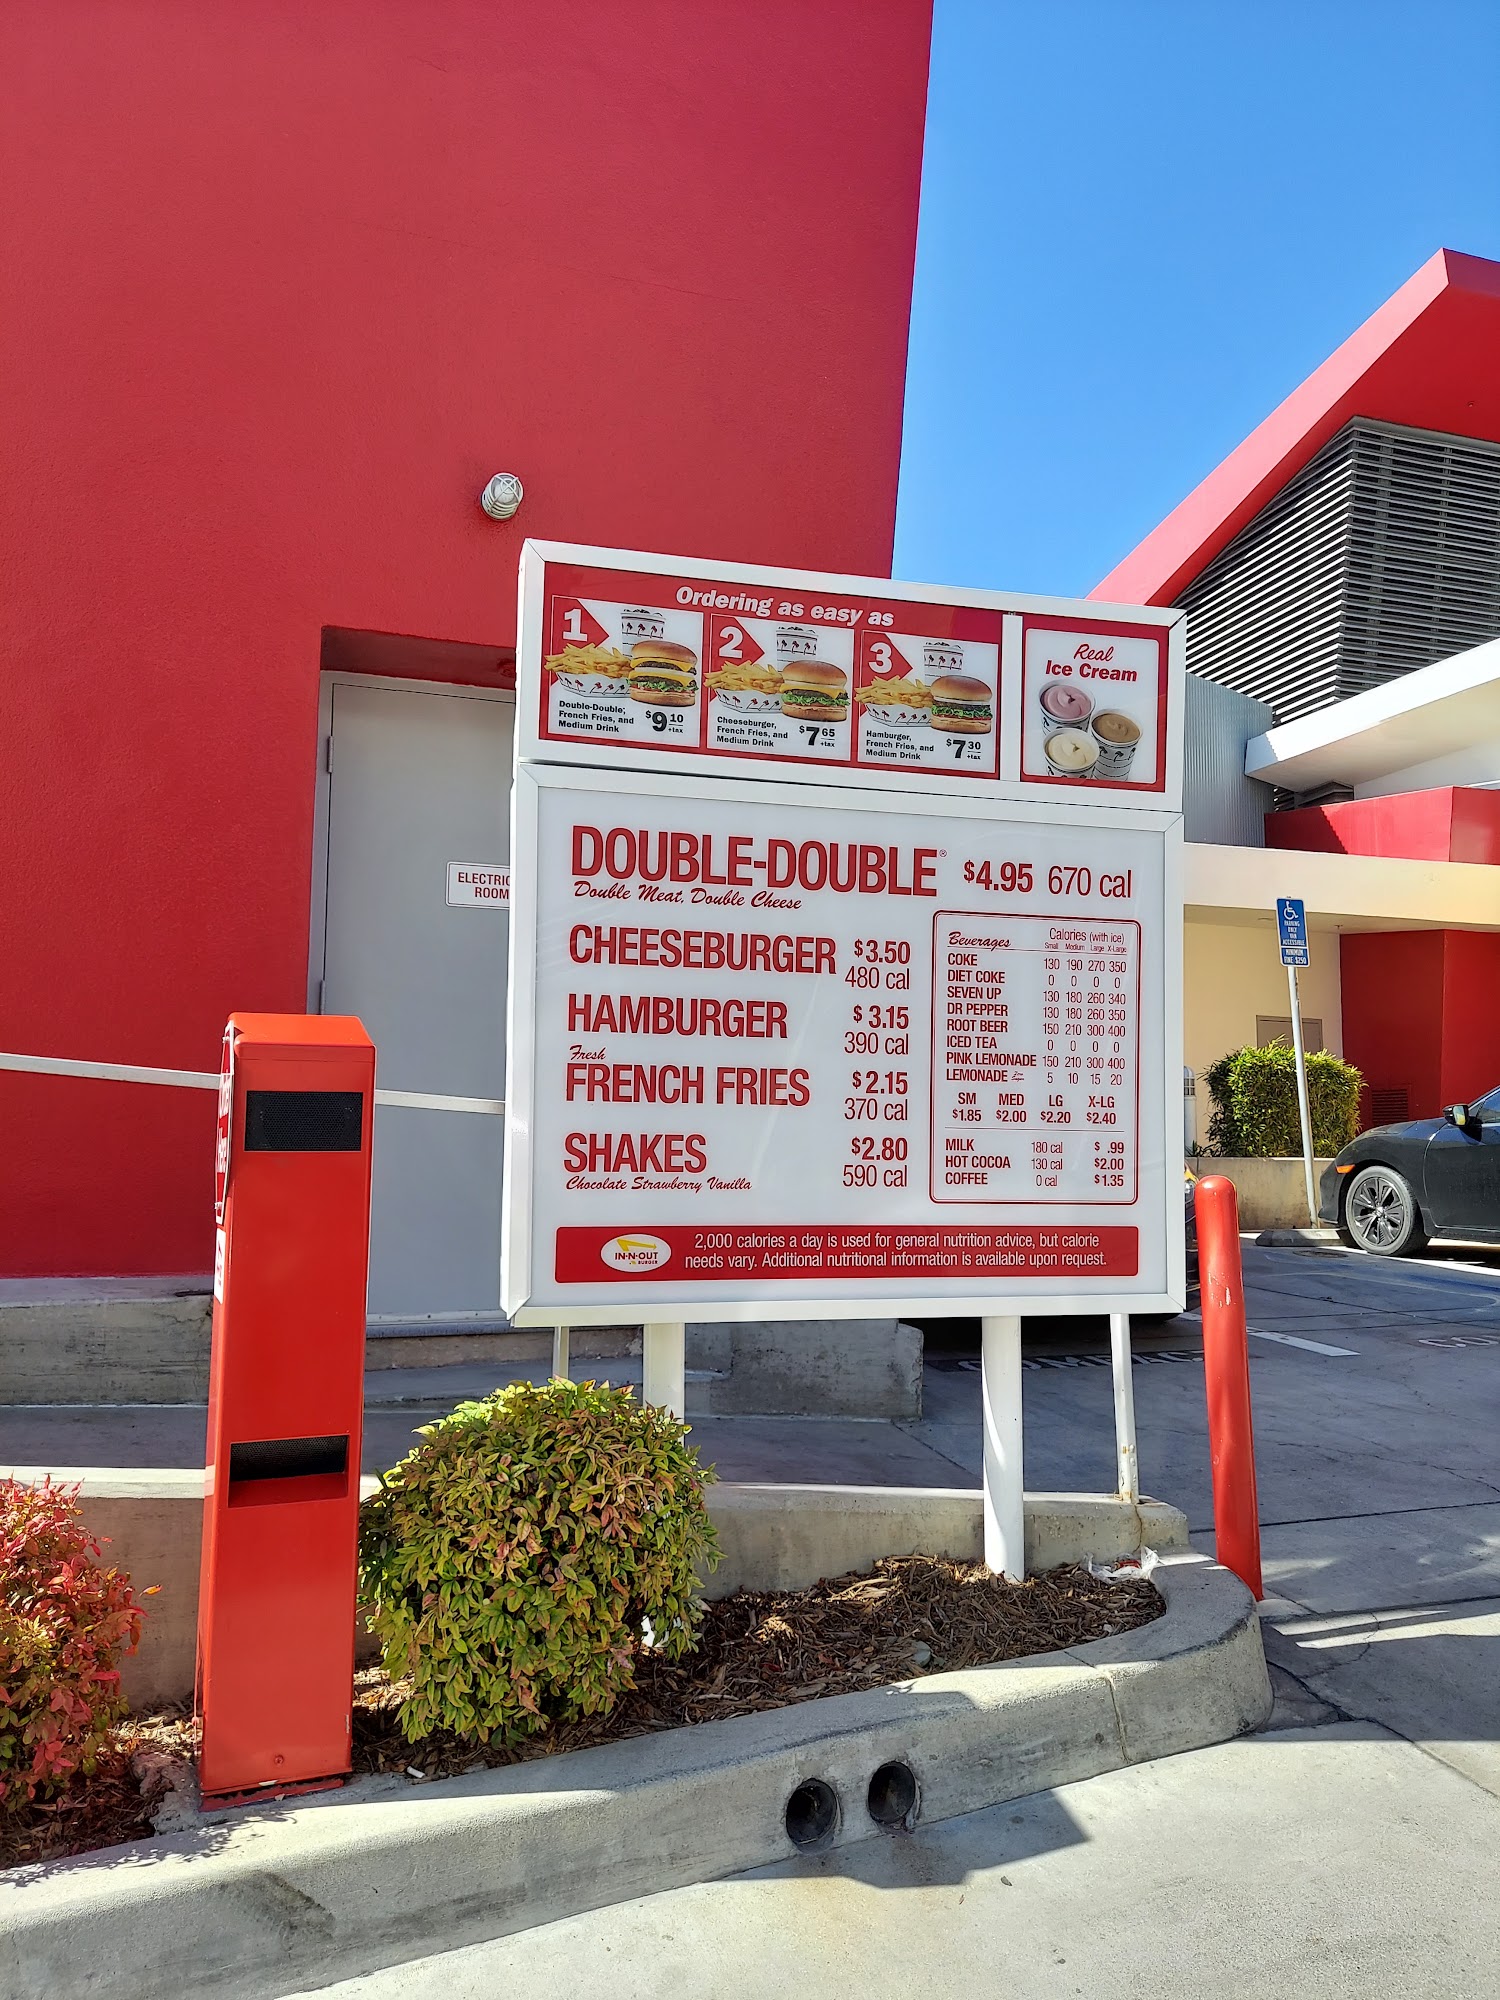 Ordering as easy as
1
Double-Double,
French Fries, and
Medium Drink
$9 10
+tax
2
Cheeseburger,
French Fries, and
Medium Drink
$7 65
+tax
3
Hamburger,
French Fries, and
Medium Drink
$7 30
+tax
Real
Ice Cream
DOUBLE-DOUBLE® $4.95 670 cal
Double Meat, Double Cheese
CHEESEBURGER $3.50
480 cal
HAMBURGER $3.15
390 cal
Fresh
FRENCH FRIES $2.15
370 cal
SHAKES $2.80
Chocolate Strawberry Vanilla 590 cal
Beverages Calories (with ice)
Small Medium Large X-Large
COKE 130 190 270 350
DIET COKE 0 0 0 0
SEVEN UP 130 180 260 340
DR PEPPER 130 180 260 350
ROOT BEER 150 210 300 400
ICED TEA 0 0 0 0
PINK LEMONADE 150 210 300 400
LEMONADE 5 10 15 20
SM MED LG X-LG
$1.85 $2.00 $2.20 $2.40
MILK 180 cal $ .99
HOT COCOA 130 cal $2.00
COFFEE 0 cal $1.35
IN-N-OUT
BURGER
2,000 calories a day is used for general nutrition advice, but calorie
needs vary. Additional nutritional information is available upon request.
ELECTRIC
ROOM
PARKING
ONLY
VAN
ACCESSIBLE
MINIMUM
FINE $250